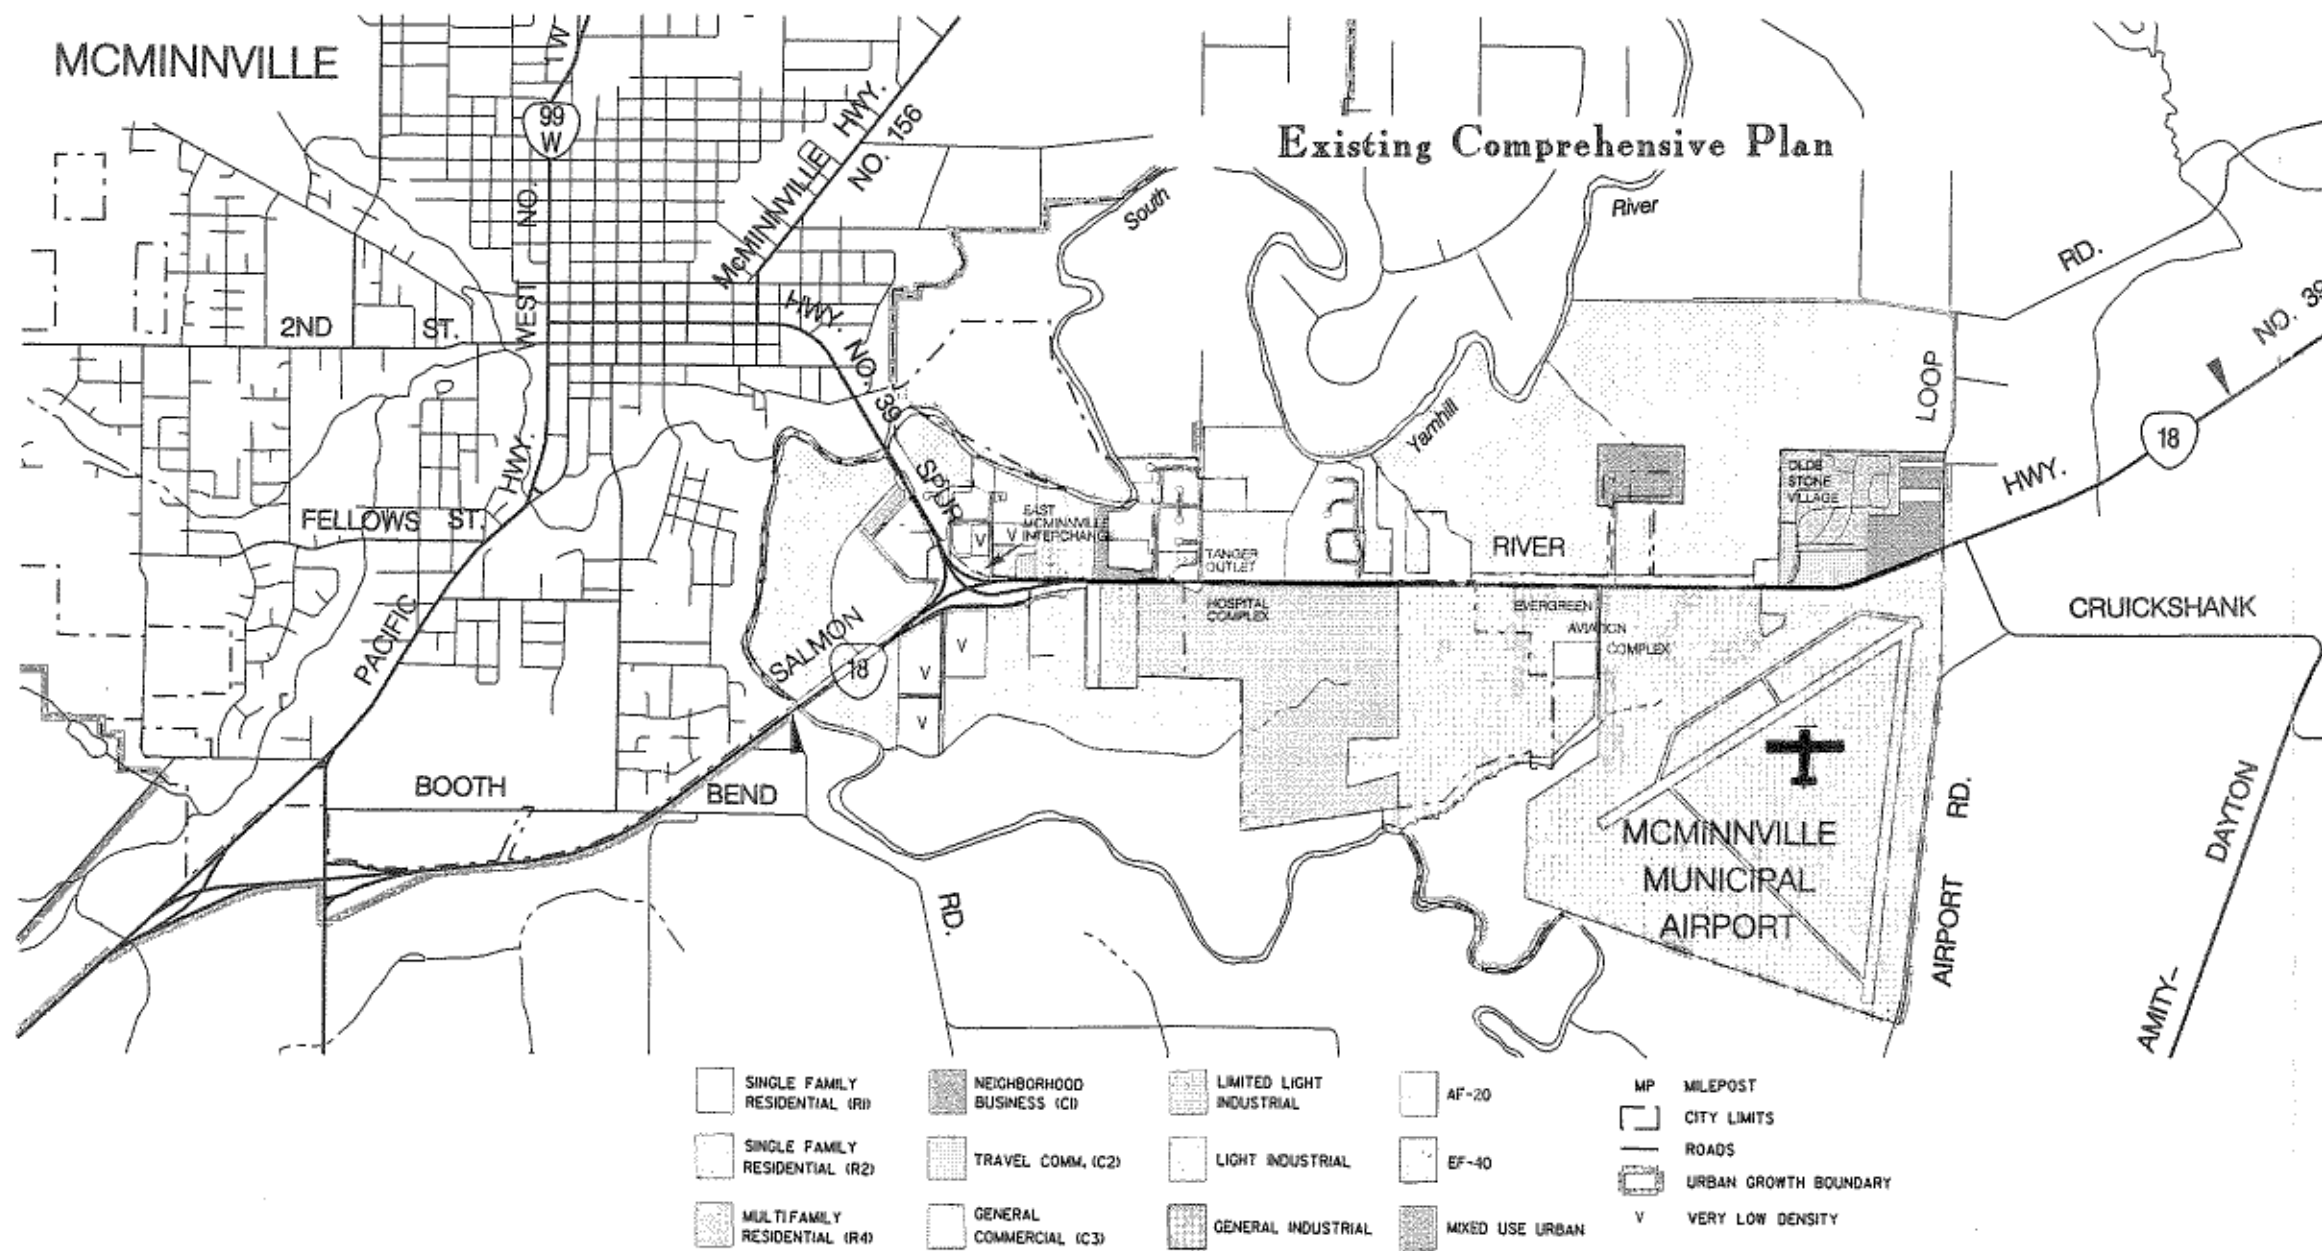 MCMINNVILLE
W
99
W
NO.
WEST
McMINNVILLE HWY.
NO. 156
Existing Comprehensive Plan
South
River
RD.
NO. 39
2ND ST.
HWY. NO. 39
SPUR
LOOP
18
HWY.
Yamhill
OLDE
STONE
VILLAGE
FELLOWS ST.
HWY.
PACIFIC
EAST
MCMINNVILLE
INTERCHANGE
V
V
TANGER
OUTLET
RIVER
HOSPITAL
COMPLEX
EVERGREEN
AVIATION
COMPLEX
CRUICKSHANK
SALMON
18
V
V
V
BOOTH
BEND
RD.
MCMINNVILLE
MUNICIPAL
AIRPORT
AIRPORT RD.
AMITY-
DAYTON
SINGLE FAMILY
RESIDENTIAL (R1)
SINGLE FAMILY
RESIDENTIAL (R2)
MULTIFAMILY
RESIDENTIAL (R4)
NEIGHBORHOOD
BUSINESS (C1)
TRAVEL COMM. (C2)
GENERAL
COMMERCIAL (C3)
LIMITED LIGHT
INDUSTRIAL
LIGHT INDUSTRIAL
GENERAL INDUSTRIAL
AF-20
EF-40
MIXED USE URBAN
MP MILEPOST
CITY LIMITS
ROADS
URBAN GROWTH BOUNDARY
V VERY LOW DENSITY